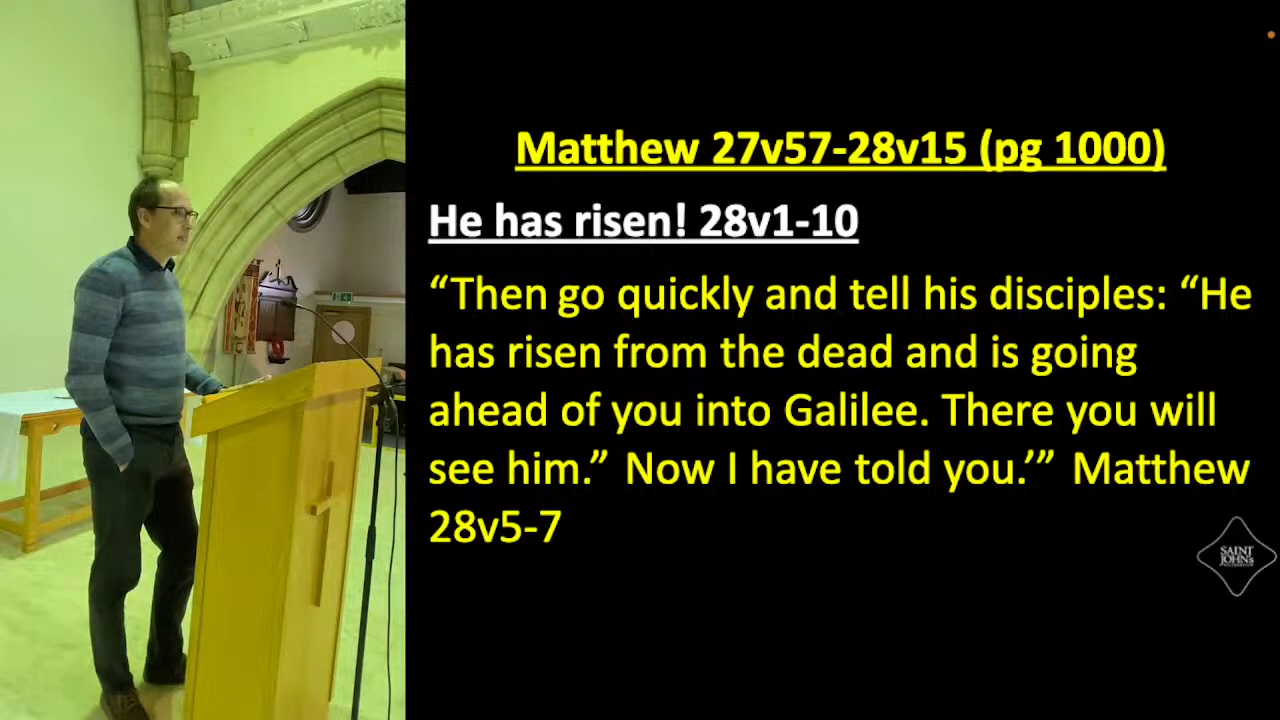 Matthew 27v57-28v15 (pg 1000)
He has risen! 28v1-10
“Then go quickly and tell his disciples: “He
has risen from the dead and is going
ahead of you into Galilee. There you will
see him.” Now I have told you.’” Matthew
28v5-7
SAINT
JOHN's